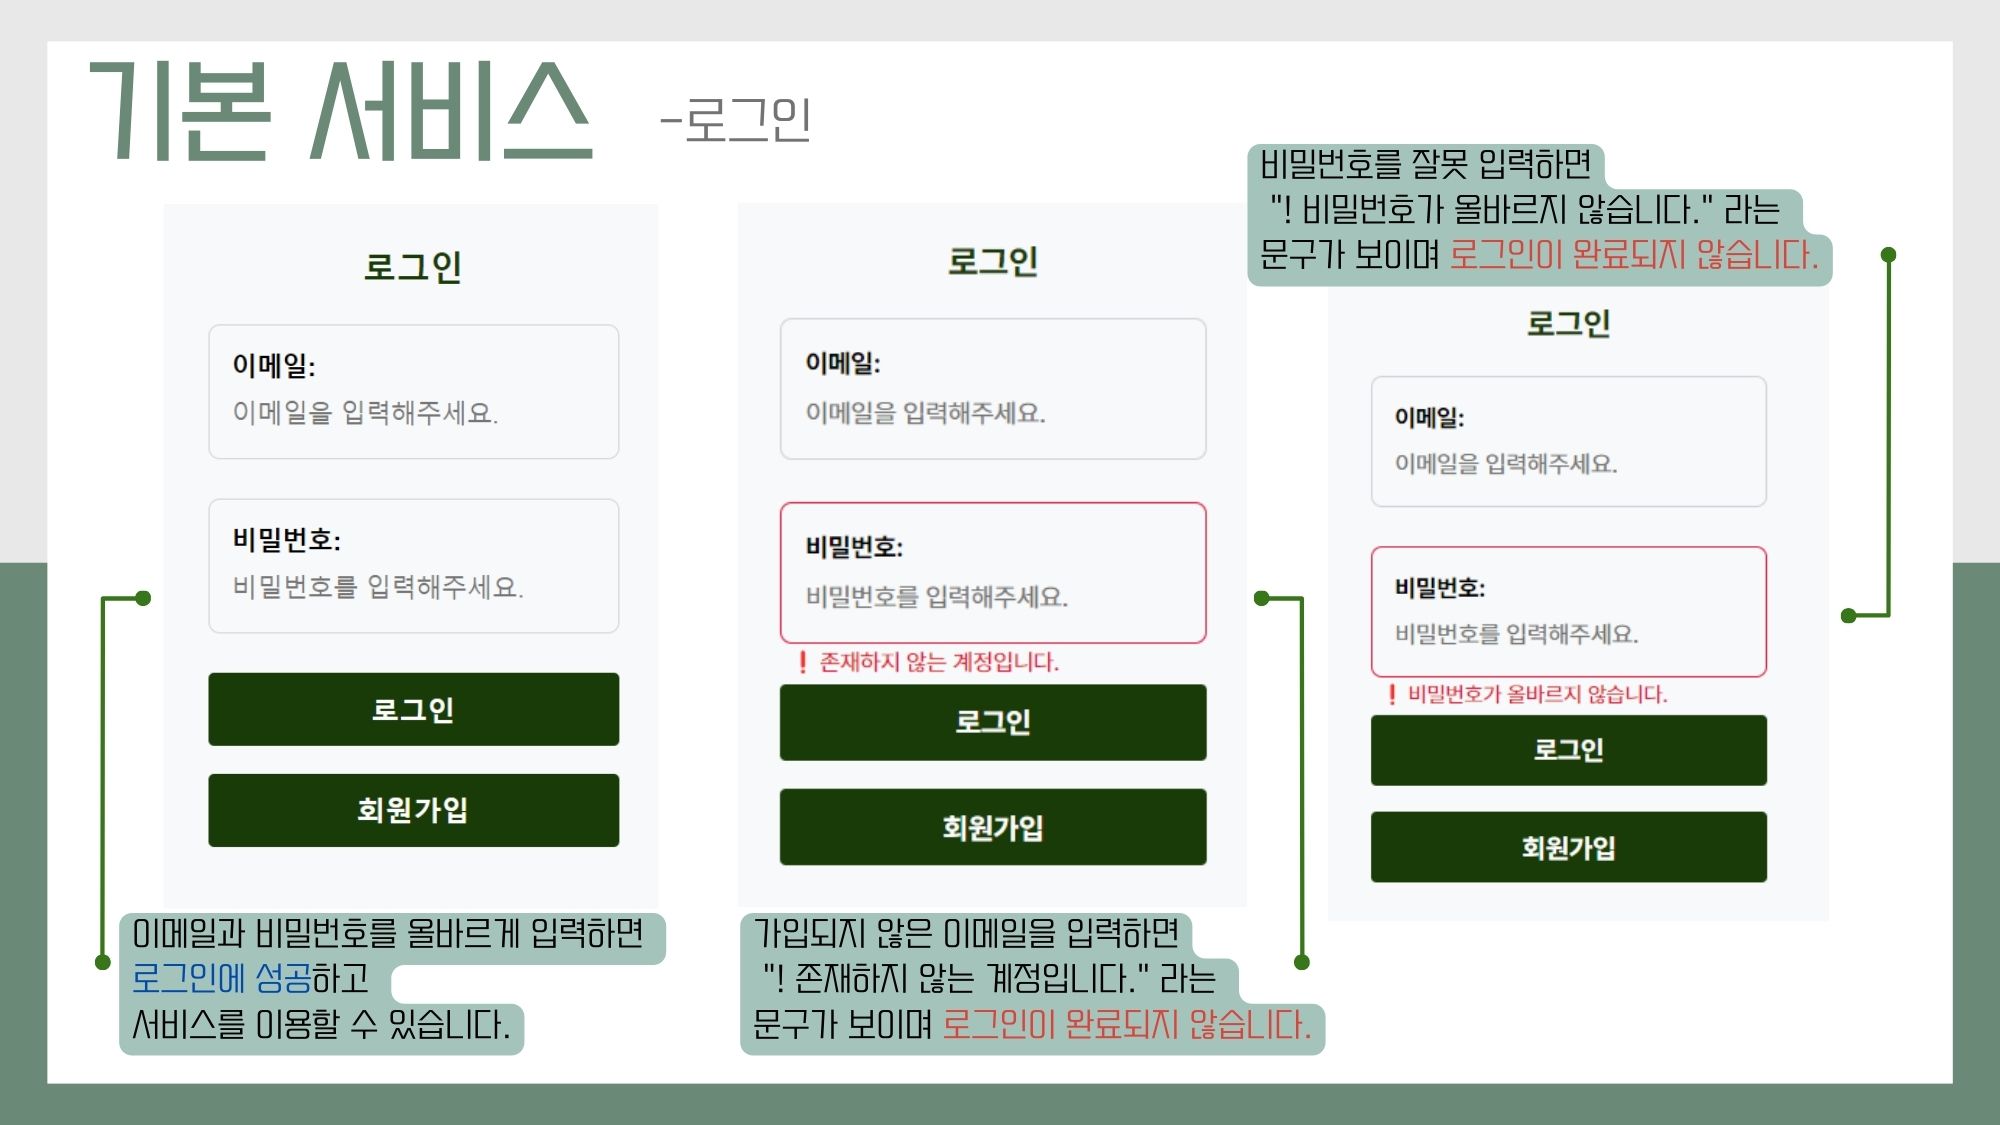 기본 서비스 -로그인
로그인
이메일:
이메일을 입력해주세요.
비밀번호:
비밀번호를 입력해주세요.
로그인
회원가입
이메일과 비밀번호를 올바르게 입력하면
로그인에 성공하고
서비스를 이용할 수 있습니다.
로그인
이메일:
이메일을 입력해주세요.
비밀번호:
비밀번호를 입력해주세요.
❗ 존재하지 않는 계정입니다.
로그인
회원가입
가입되지 않은 이메일을 입력하면
"! 존재하지 않는 계정입니다." 라는
문구가 보이며 로그인이 완료되지 않습니다.
비밀번호를 잘못 입력하면
"! 비밀번호가 올바르지 않습니다." 라는
문구가 보이며 로그인이 완료되지 않습니다.
로그인
이메일:
이메일을 입력해주세요.
비밀번호:
비밀번호를 입력해주세요.
❗ 비밀번호가 올바르지 않습니다.
로그인
회원가입